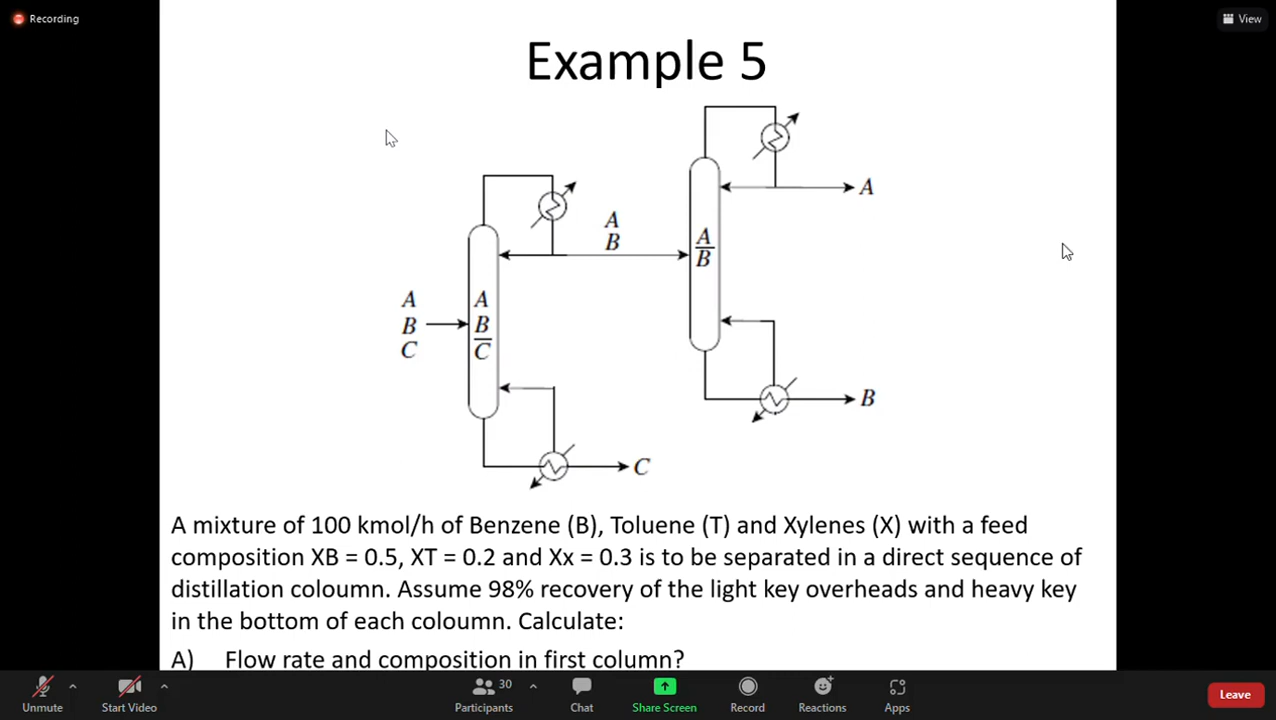 Recording
View
Example 5
A
A
B
A
B
A
B
C
A
B
C
B
C
A mixture of 100 kmol/h of Benzene (B), Toluene (T) and Xylenes (X) with a feed
composition XB = 0.5, XT = 0.2 and Xx = 0.3 is to be separated in a direct sequence of
distillation coloumn. Assume 98% recovery of the light key overheads and heavy key
in the bottom of each coloumn. Calculate:
A) Flow rate and composition in first column?
30
Unmute
Start Video
Participants
Chat
Share Screen
Record
Reactions
Apps
Leave